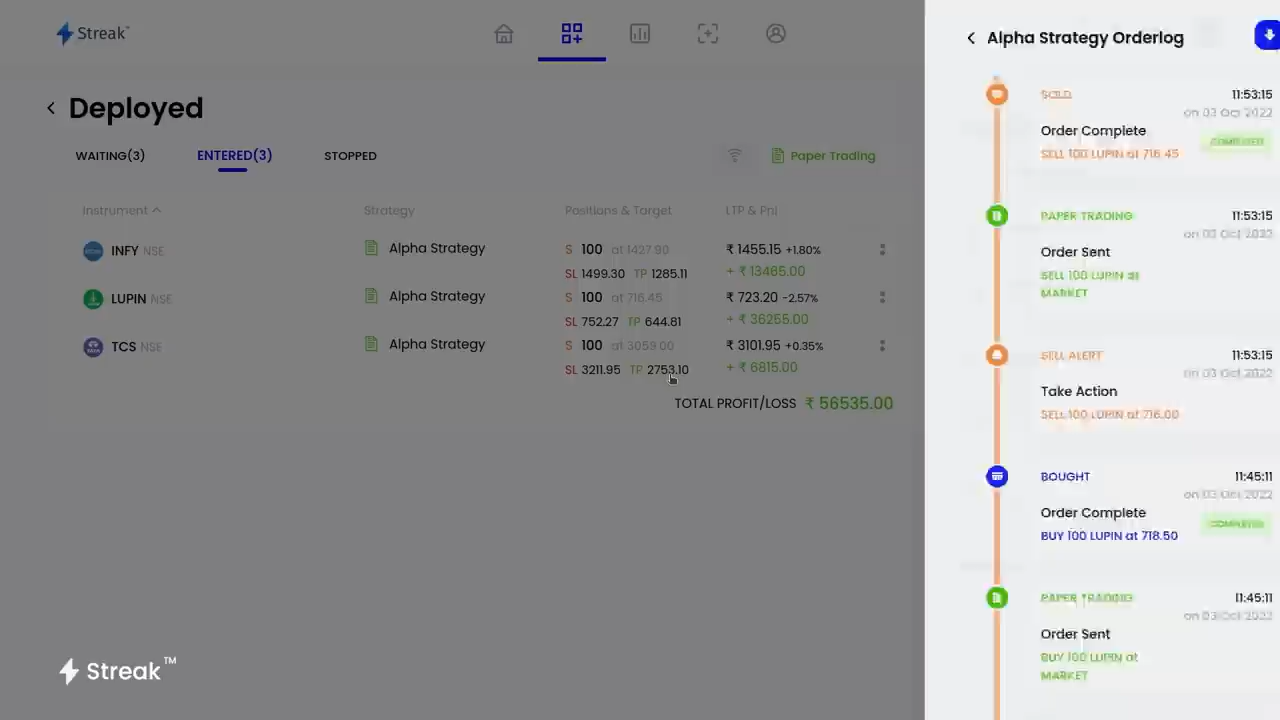 Streak™
Deployed
WAITING(3) ENTERED(3) STOPPED Paper Trading
Instrument Strategy Positions & Target LTP & Pnl
INFY NSE Alpha Strategy S 100 at 1427.90 ₹ 1455.15 +1.80%
SL 1499.30 TP 1285.11 + ₹ 13465.00
LUPIN NSE Alpha Strategy S 100 at 716.45 ₹ 723.20 -2.57%
SL 752.27 TP 644.81 + ₹ 36255.00
TCS NSE Alpha Strategy S 100 at 3059.00 ₹ 3101.95 +0.35%
SL 3211.95 TP 2753.10 + ₹ 6815.00
TOTAL PROFIT/LOSS ₹ 56535.00
Streak™
Alpha Strategy Orderlog
SOLD 11:53:15
on 03 Oct 2022
Order Complete COMPLETED
SELL 100 LUPIN at 716.45
PAPER TRADING 11:53:15
on 03 Oct 2022
Order Sent
SELL 100 LUPIN at
MARKET
SELL ALERT 11:53:15
on 03 Oct 2022
Take Action
SELL 100 LUPIN at 716.00
BOUGHT 11:45:11
on 03 Oct 2022
Order Complete COMPLETED
BUY 100 LUPIN at 718.50
PAPER TRADING 11:45:11
on 03 Oct 2022
Order Sent
BUY 100 LUPIN at
MARKET